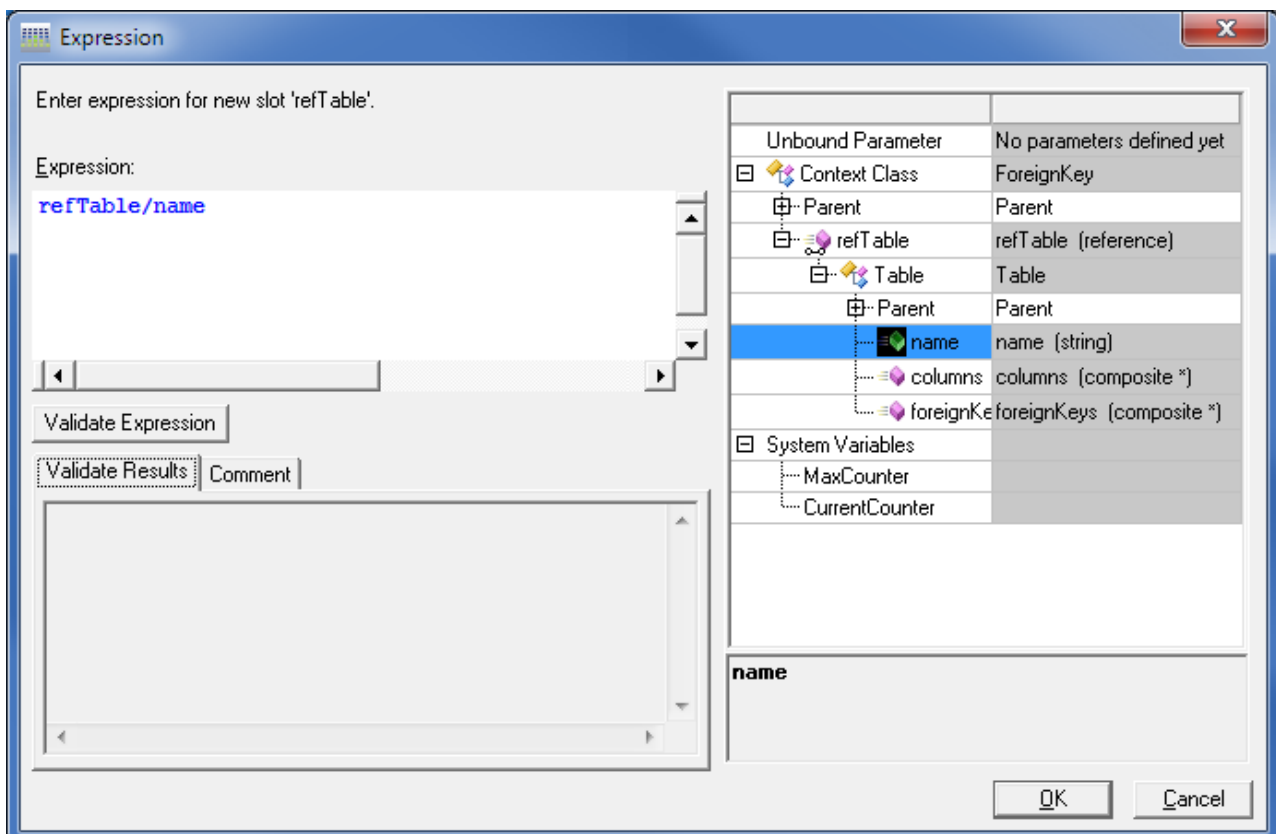 Expression
Enter expression for new slot 'refTable'.
Expression:
refTable/name
Validate Expression
Validate Results Comment
Unbound Parameter No parameters defined yet
Context Class ForeignKey
Parent Parent
refTable refTable (reference)
Table Table
Parent Parent
name name (string)
columns columns (composite *)
foreignKe foreignKeys (composite *)
System Variables
MaxCounter
CurrentCounter
name
OK Cancel